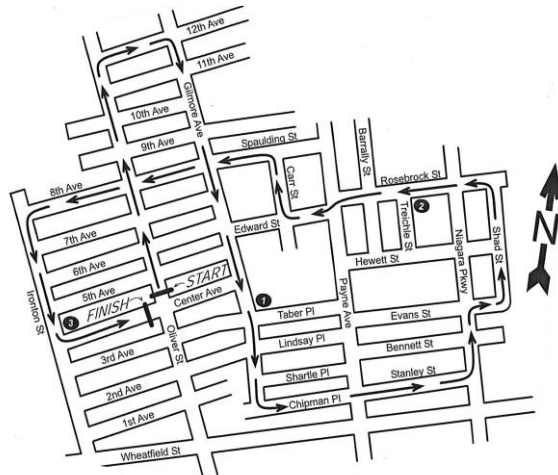 12th Ave
11th Ave
Gilmore Ave
10th Ave
9th Ave
Spaulding St
Barrally St
Carr St
Rosebrock St
8th Ave
2
Treichle St
Edward St
Niagara Pkwy
Shad St
N
7th Ave
Hewett St
6th Ave
START
5th Ave
Center Ave
1
Payne Ave
Ironton St
3
FINISH
Taber Pl
Evans St
Oliver St
Lindsay Pl
Bennett St
3rd Ave
Shartle Pl
Stanley St
2nd Ave
Chipman Pl
1st Ave
Wheatfield St